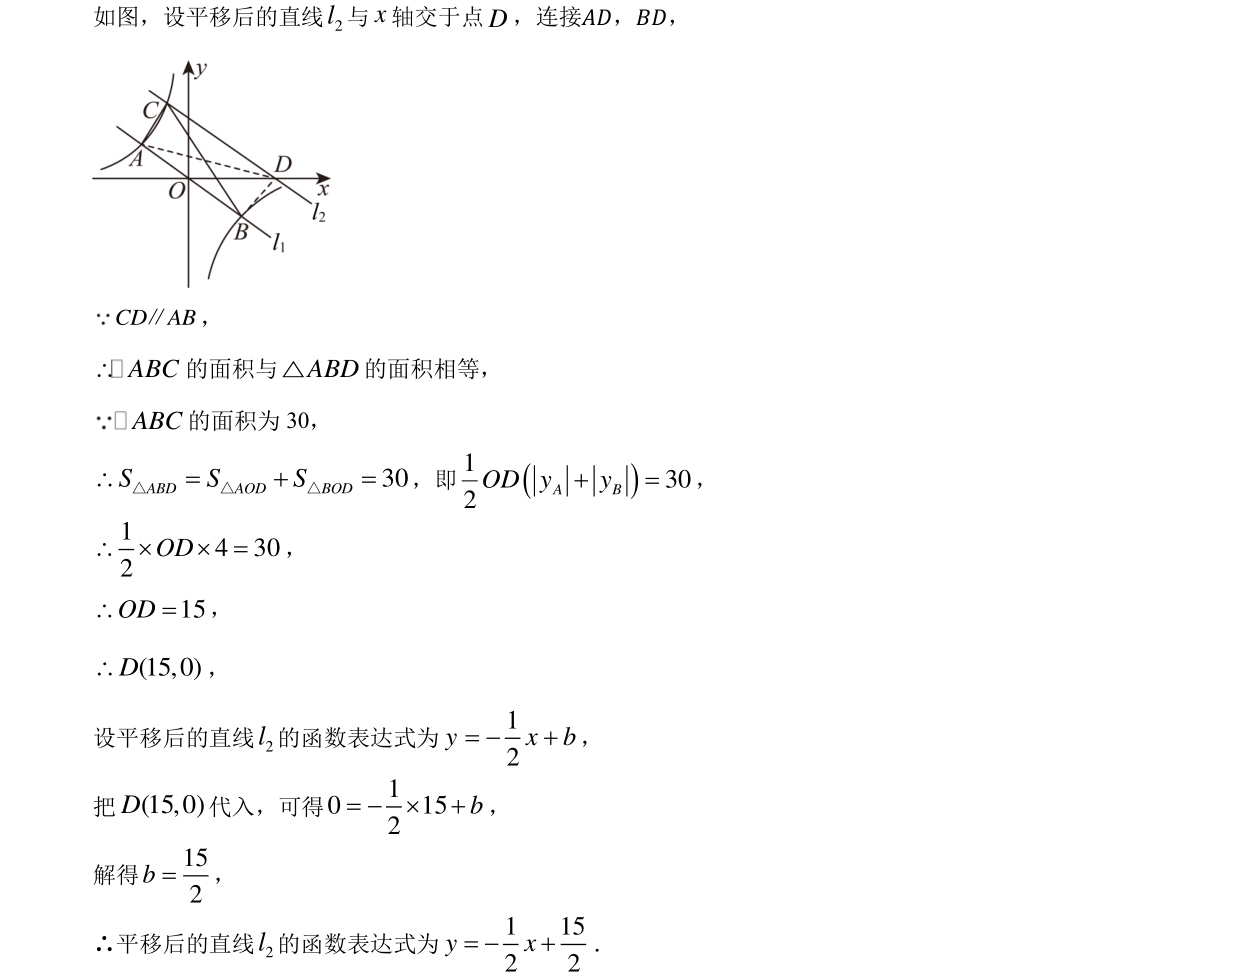 如图，设平移后的直线l₂与x轴交于点D，连接AD，BD，
y
C
A
D
O
x
l₂
B
l₁
∵CD∥AB，
∴□ABC的面积与△ABD的面积相等，
∵□ABC的面积为30，
∴S△ABD = S△AOD + S△BOD = 30，即1/2 OD(|y_A|+|y_B|) = 30，
∴1/2×OD×4=30，
∴OD=15，
∴D(15,0)，
设平移后的直线l₂的函数表达式为y=-1/2x+b，
把D(15,0)代入，可得0=-1/2×15+b，
解得b=15/2，
∴平移后的直线l₂的函数表达式为y=-1/2x+15/2．